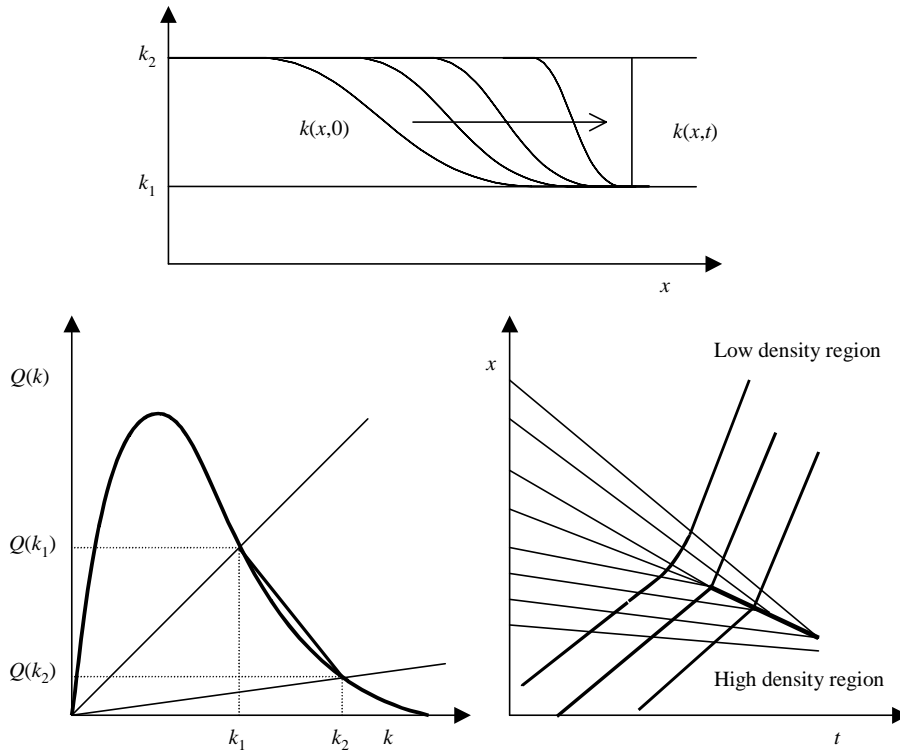 k₂
k(x,0)
k(x,t)
k₁
x
Q(k)
Q(k₁)
Q(k₂)
k₁
k₂
k
x
Low density region
High density region
t